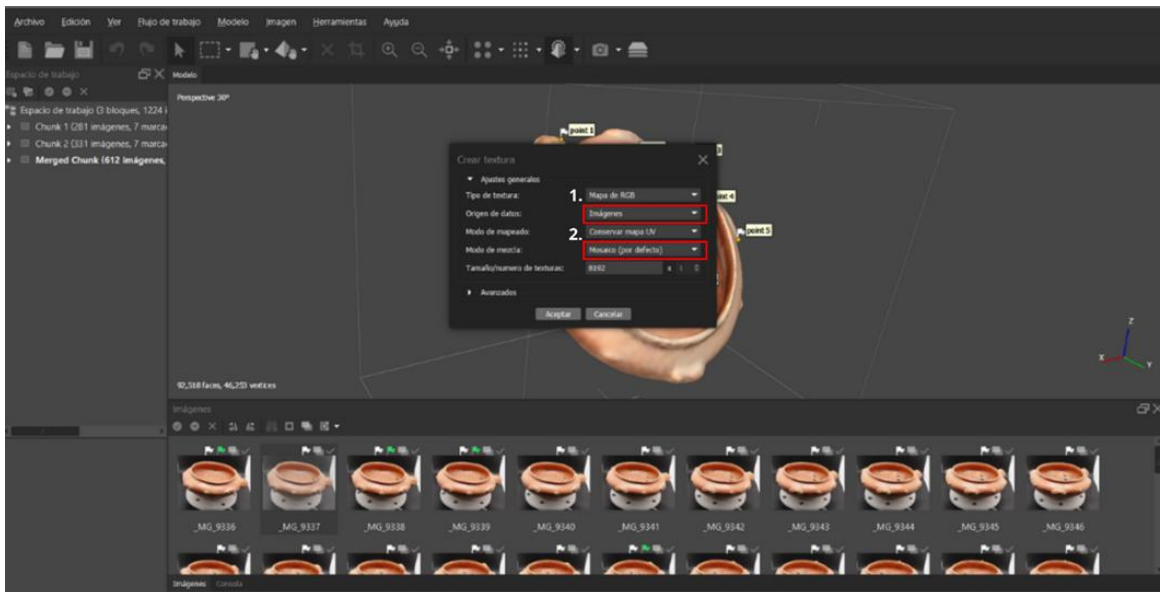 Archivo Edición Ver Flujo de trabajo Modelo Imagen Herramientas Ayuda
Espacio de trabajo
Modelo
Espacio de trabajo (3 bloques, 1224 i
Chunk 1 (281 imágenes, 7 marca
Chunk 2 (331 imágenes, 7 marca
Merged Chunk (612 imágenes,
Perspective 30°
point 1
point 5
Crear textura
Ajustes generales
Tipo de textura: 1. Mapa de RGB
Origen de datos: Imágenes
Modo de mapeado: 2. Conservar mapa UV
Modo de mezcla: Mosaico (por defecto)
Tamaño/numero de texturas: 8192 x 1
Avanzados
Aceptar Cancelar
Z
X
Y
92,518 faces, 46,253 vertices
Imágenes
_MG_9336 _MG_9337 _MG_9338 _MG_9339 _MG_9340 _MG_9341 _MG_9342 _MG_9343 _MG_9344 _MG_9345 _MG_9346
Imágenes Consola